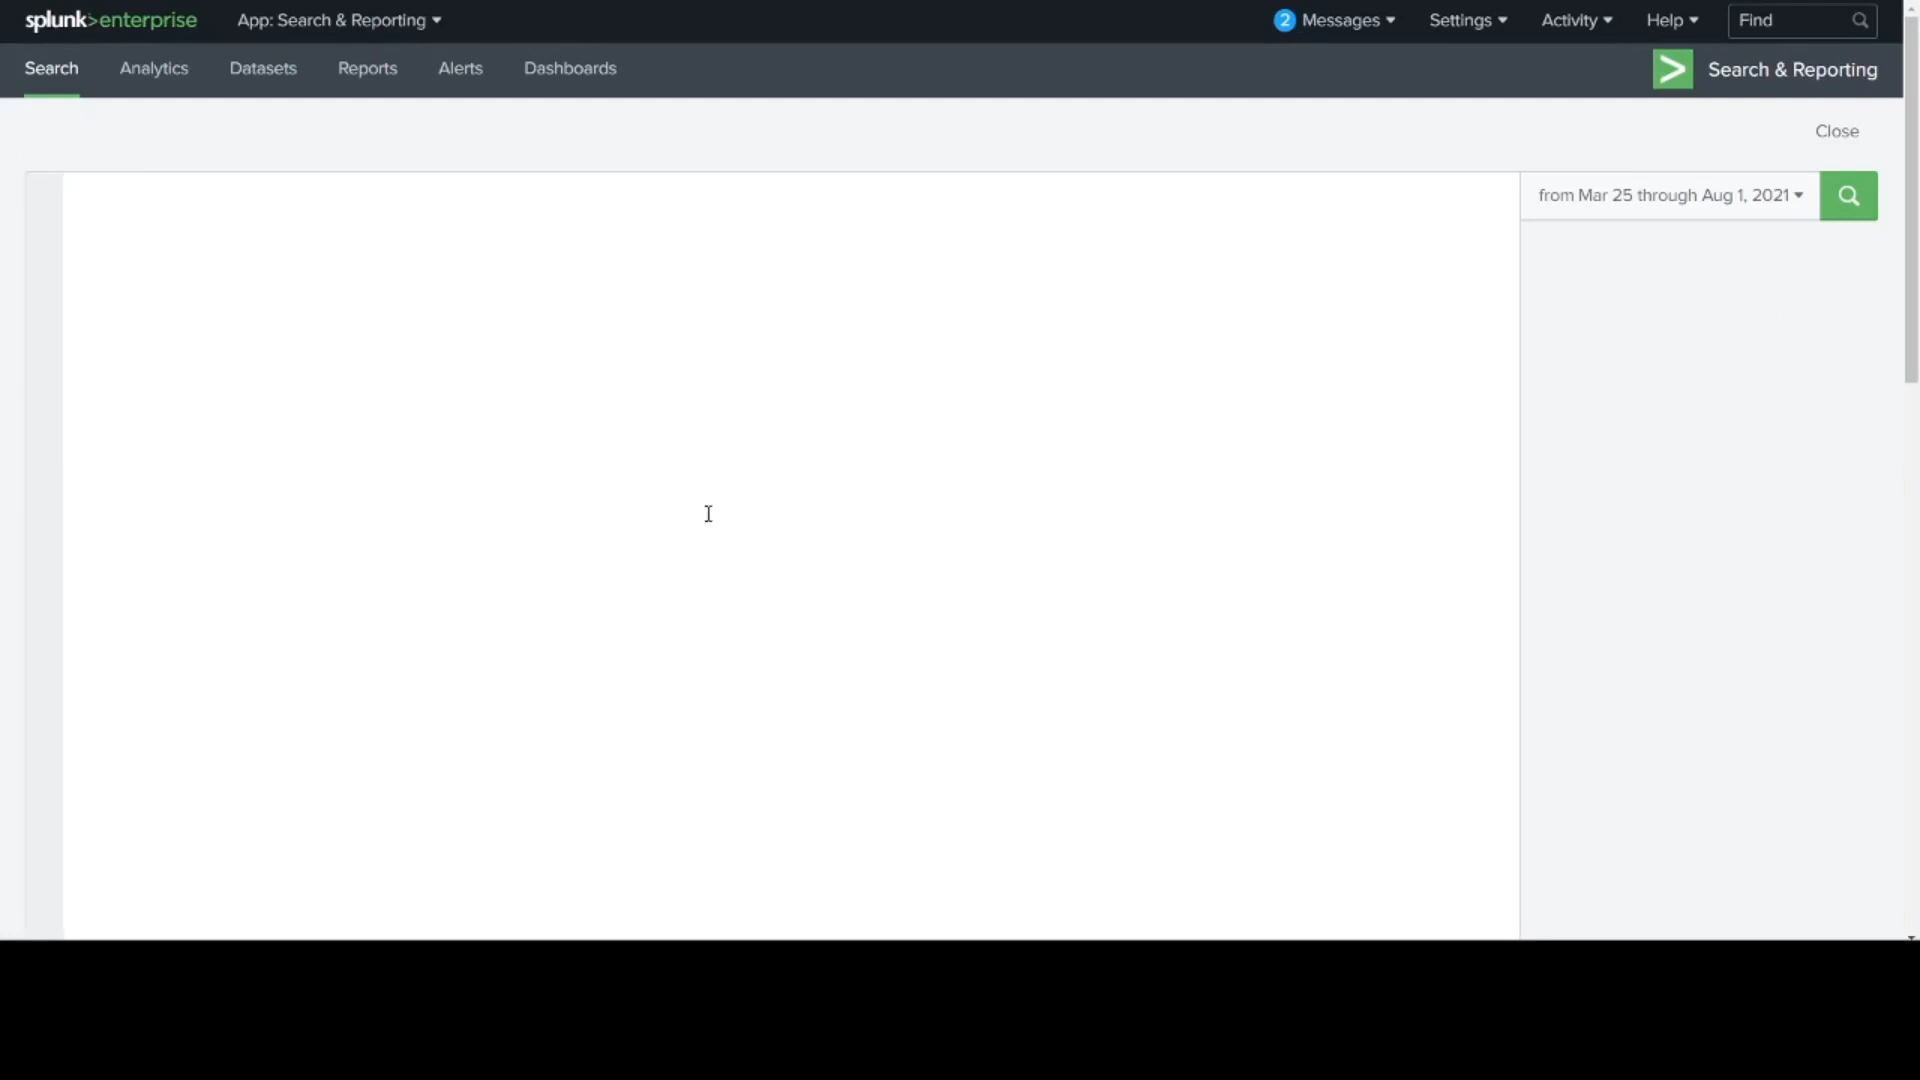 splunk>enterprise App: Search & Reporting 2 Messages Settings Activity Help Find
Search Analytics Datasets Reports Alerts Dashboards > Search & Reporting
Close
from Mar 25 through Aug 1, 2021